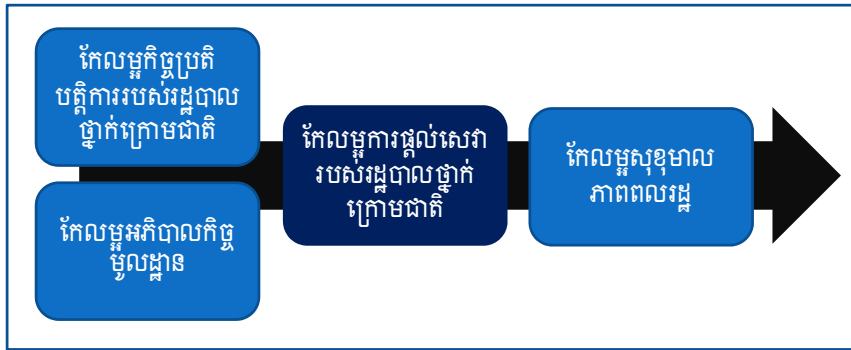 កែលម្អកិច្ចប្រតិ
បត្តិការរបស់រដ្ឋបាល
ថ្នាក់ក្រោមជាតិ
កែលម្អអភិបាលកិច្ច
មូលដ្ឋាន
កែលម្អការផ្តល់សេវា
របស់រដ្ឋបាលថ្នាក់
ក្រោមជាតិ
កែលម្អសុខុមាល
ភាពពលរដ្ឋ